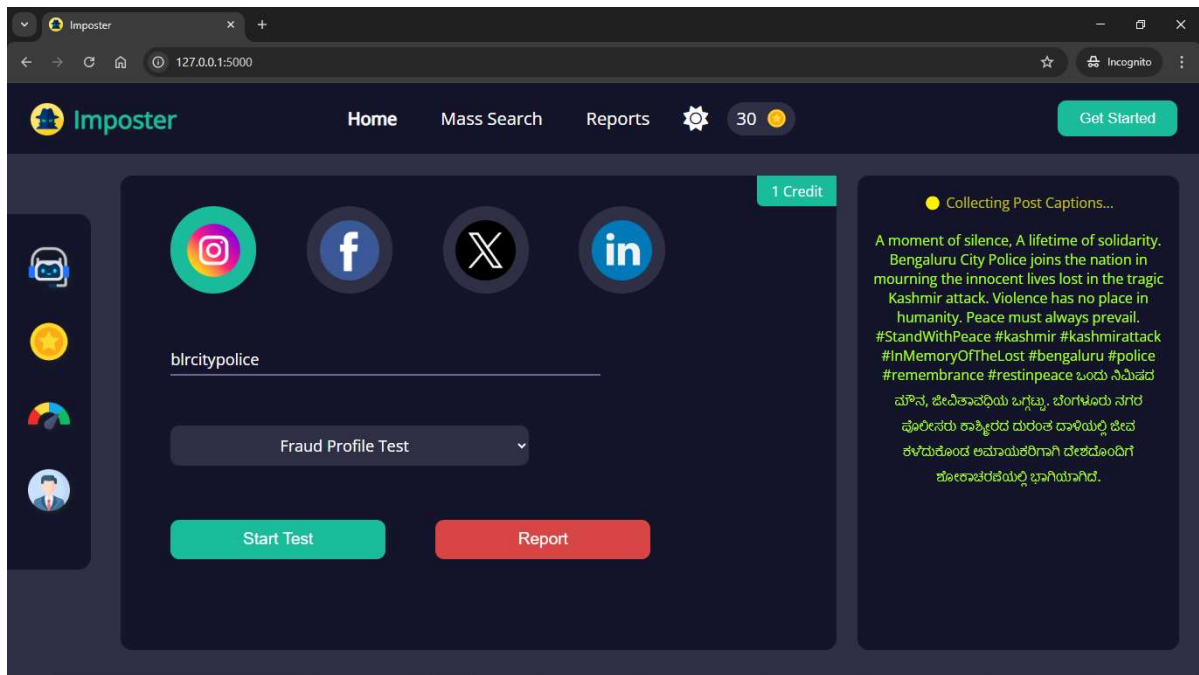 Imposter
127.0.0.1:5000
Incognito
Imposter
Home
Mass Search
Reports
30
Get Started
1 Credit
blrcitypolice
Fraud Profile Test
Start Test
Report
Collecting Post Captions...
A moment of silence, A lifetime of solidarity.
Bengaluru City Police joins the nation in
mourning the innocent lives lost in the tragic
Kashmir attack. Violence has no place in
humanity. Peace must always prevail.
#StandWithPeace #kashmir #kashmirattack
#InMemoryOfTheLost #bengaluru #police
#remembrance #restinpeace ಒಂದು ನಿಮಿಷದ
ಮೌನ, ಜೀವಿತಾವಧಿಯ ಒಗ್ಗಟ್ಟು. ಬೆಂಗಳೂರು ನಗರ
ಪೊಲೀಸರು ಕಾಶ್ಮೀರದ ದುರಂತ ದಾಳಿಯಲ್ಲಿ ಜೀವ
ಕಳೆದುಕೊಂಡ ಅಮಾಯಕರಿಗಾಗಿ ದೇಶದೊಂದಿಗೆ
ಶೋಕಾಚರಣೆಯಲ್ಲಿ ಭಾಗಿಯಾಗಿದೆ.